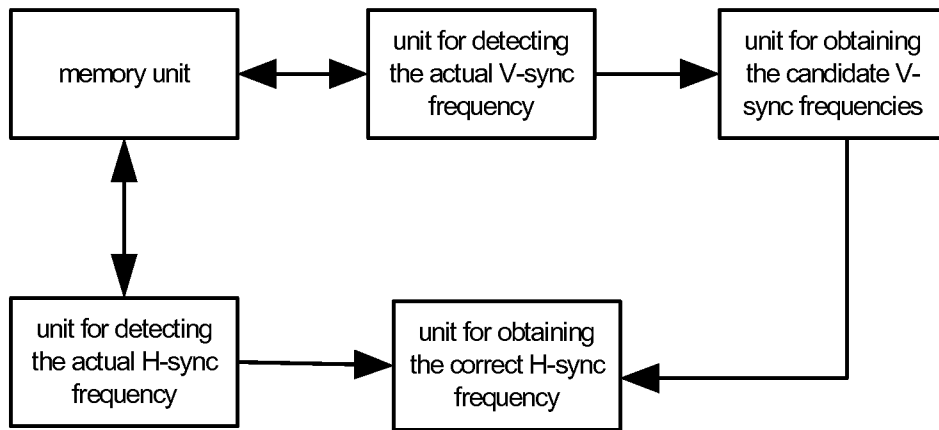 memory unit
unit for detecting
the actual V-sync
frequency
unit for obtaining
the candidate V-
sync frequencies
unit for detecting
the actual H-sync
frequency
unit for obtaining
the correct H-sync
frequency